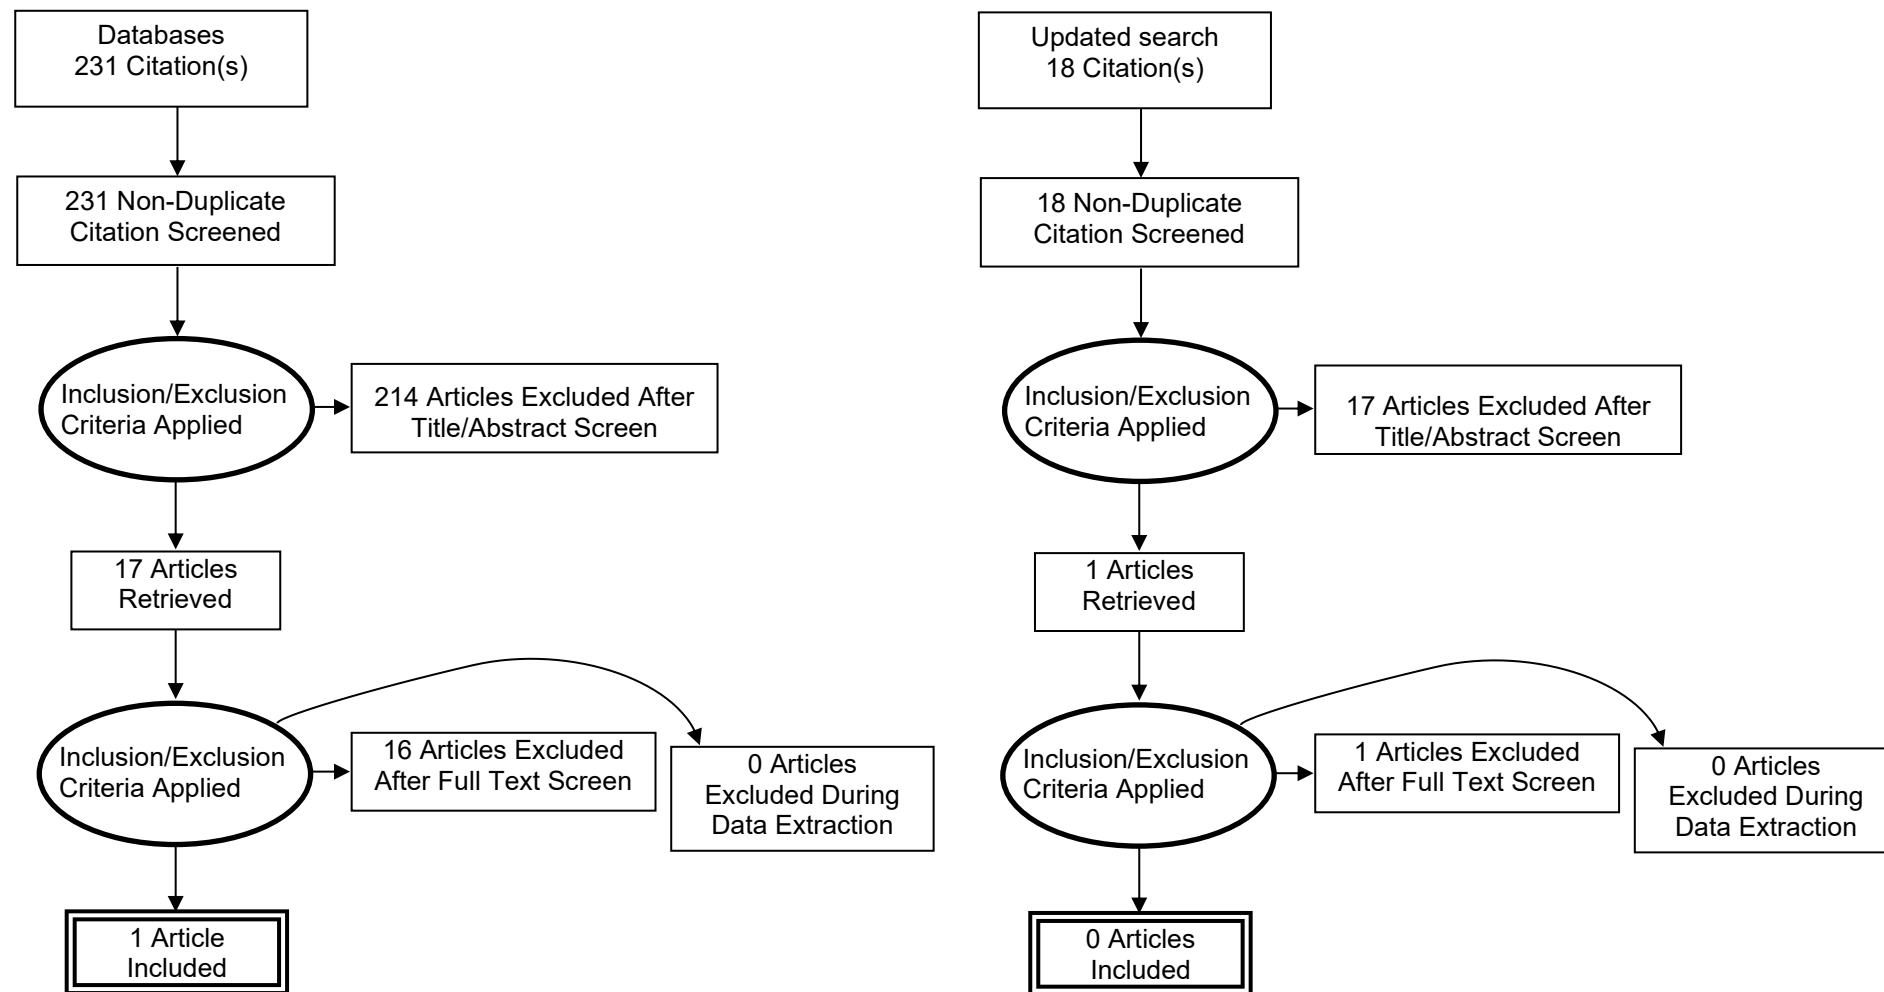 Databases
231 Citation(s)
231 Non-Duplicate
Citation Screened
Inclusion/Exclusion
Criteria Applied
214 Articles Excluded After
Title/Abstract Screen
17 Articles
Retrieved
Inclusion/Exclusion
Criteria Applied
16 Articles Excluded
After Full Text Screen
0 Articles
Excluded During
Data Extraction
1 Article
Included
Updated search
18 Citation(s)
18 Non-Duplicate
Citation Screened
Inclusion/Exclusion
Criteria Applied
17 Articles Excluded After
Title/Abstract Screen
1 Articles
Retrieved
Inclusion/Exclusion
Criteria Applied
1 Articles Excluded
After Full Text Screen
0 Articles
Excluded During
Data Extraction
0 Articles
Included